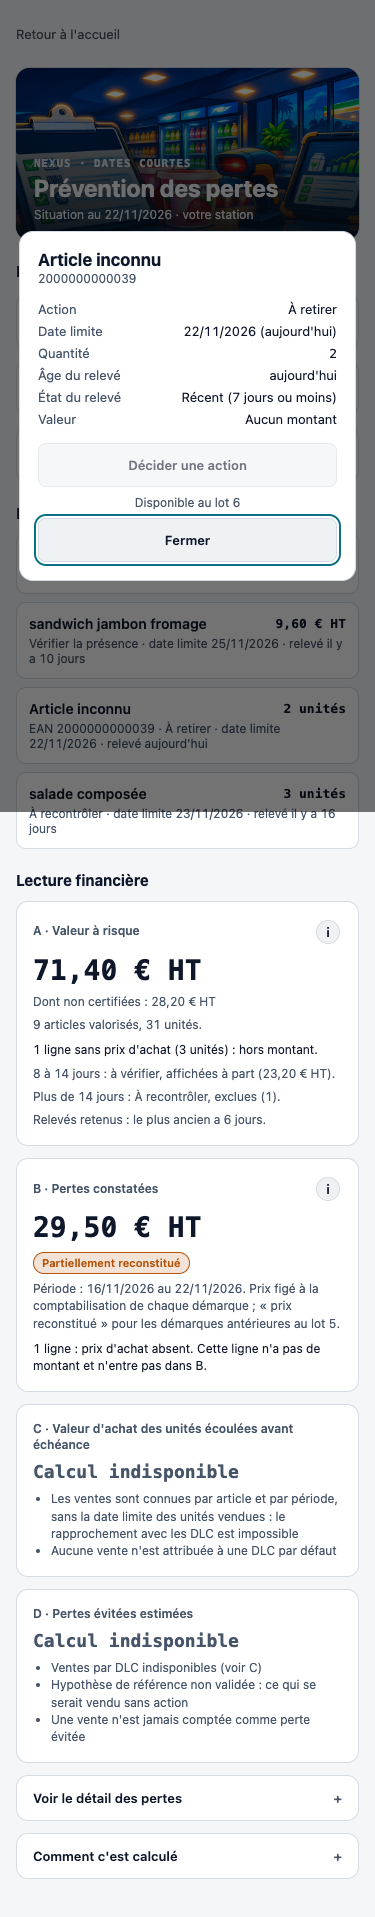 Retour à l'accueil
NEXUS · DATES COURTES
Prévention des pertes
Situation au 22/11/2026 · votre station
Article inconnu
2000000000039
Action À retirer
Date limite 22/11/2026 (aujourd'hui)
Quantité 2
Âge du relevé aujourd'hui
État du relevé Récent (7 jours ou moins)
Valeur Aucun montant
Décider une action
Disponible au lot 6
Fermer
sandwich jambon fromage 9,60 € HT
Vérifier la présence · date limite 25/11/2026 · relevé il y
a 10 jours
Article inconnu 2 unités
EAN 2000000000039 · À retirer · date limite
22/11/2026 · relevé aujourd'hui
salade composée 3 unités
À recontrôler · date limite 23/11/2026 · relevé il y a 16
jours
Lecture financière
A · Valeur à risque i
71,40 € HT
Dont non certifiées : 28,20 € HT
9 articles valorisés, 31 unités.
1 ligne sans prix d'achat (3 unités) : hors montant.
8 à 14 jours : à vérifier, affichées à part (23,20 € HT).
Plus de 14 jours : À recontrôler, exclues (1).
Relevés retenus : le plus ancien a 6 jours.
B · Pertes constatées i
29,50 € HT
Partiellement reconstitué
Période : 16/11/2026 au 22/11/2026. Prix figé à la
comptabilisation de chaque démarque ; « prix
reconstitué » pour les démarques antérieures au lot 5.
1 ligne : prix d'achat absent. Cette ligne n'a pas de
montant et n'entre pas dans B.
C · Valeur d'achat des unités écoulées avant
échéance
Calcul indisponible
• Les ventes sont connues par article et par période,
sans la date limite des unités vendues : le
rapprochement avec les DLC est impossible
• Aucune vente n'est attribuée à une DLC par défaut
D · Pertes évitées estimées
Calcul indisponible
• Ventes par DLC indisponibles (voir C)
• Hypothèse de référence non validée : ce qui se
serait vendu sans action
• Une vente n'est jamais comptée comme perte
évitée
Voir le détail des pertes +
Comment c'est calculé +